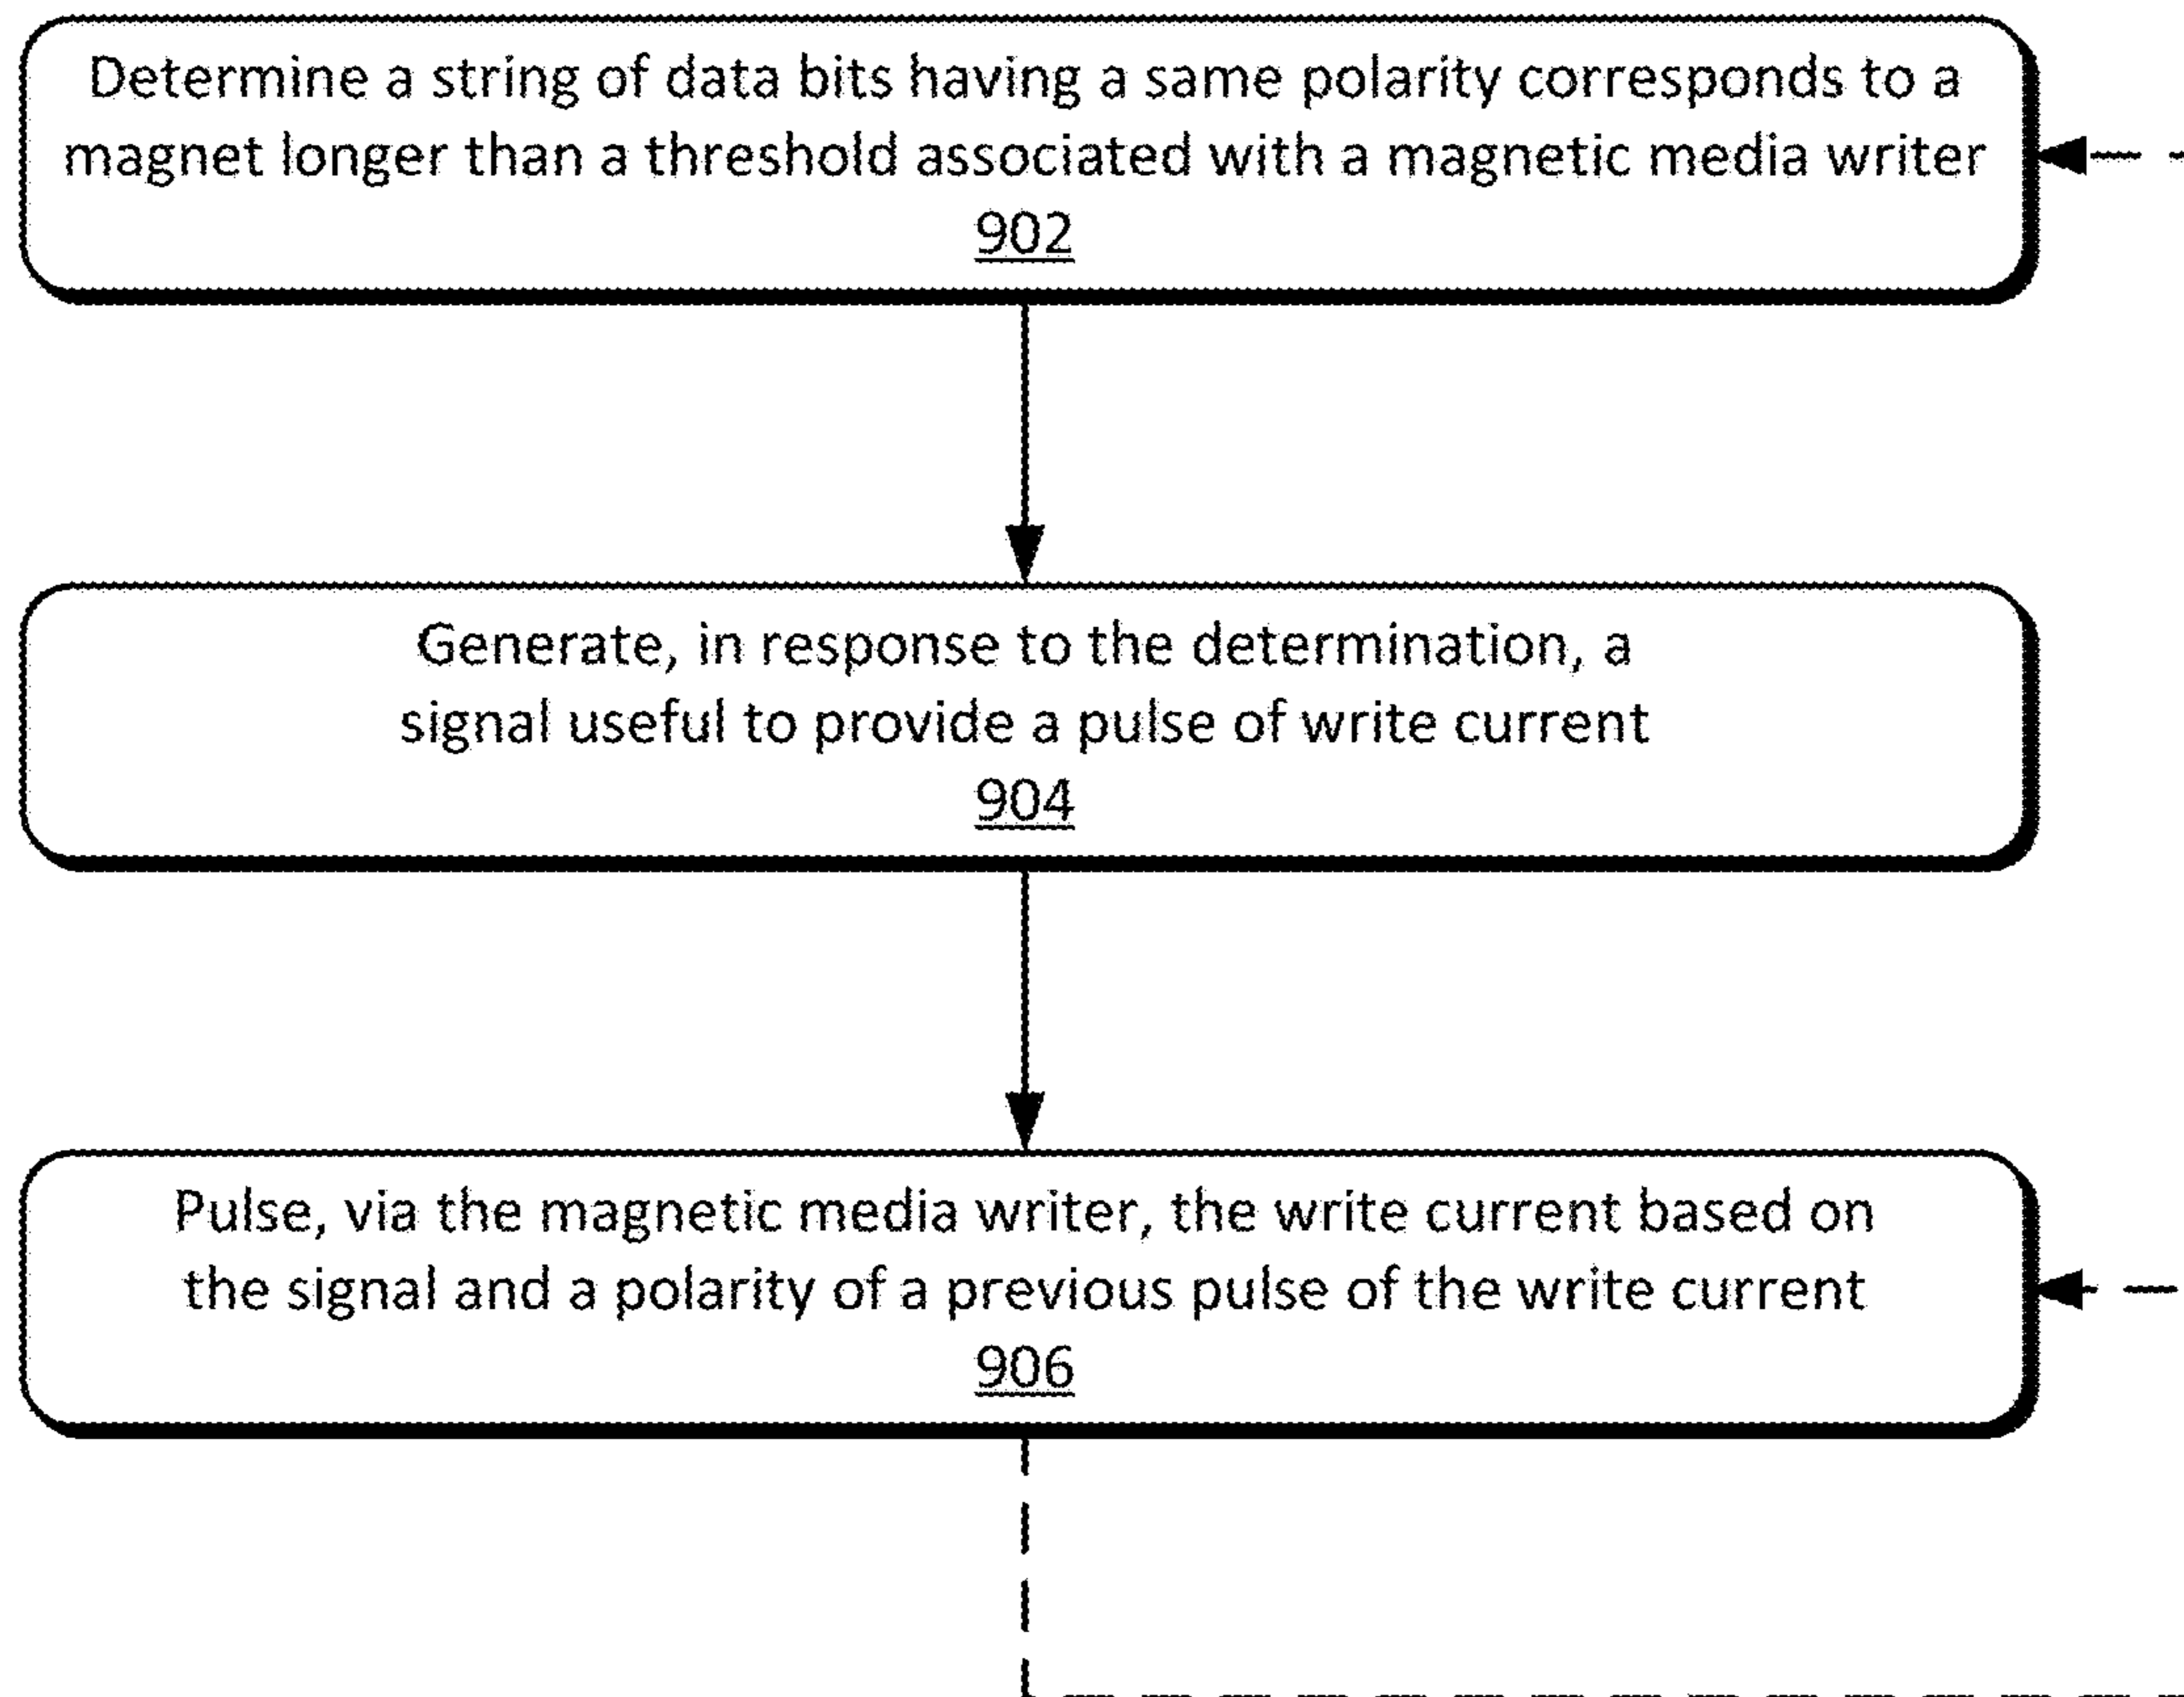 Determine a string of data bits having a same polarity corresponds to a
magnet longer than a threshold associated with a magnetic media writer
902
Generate, in response to the determination, a
signal useful to provide a pulse of write current
904
Pulse, via the magnetic media writer, the write current based on
the signal and a polarity of a previous pulse of the write current
906